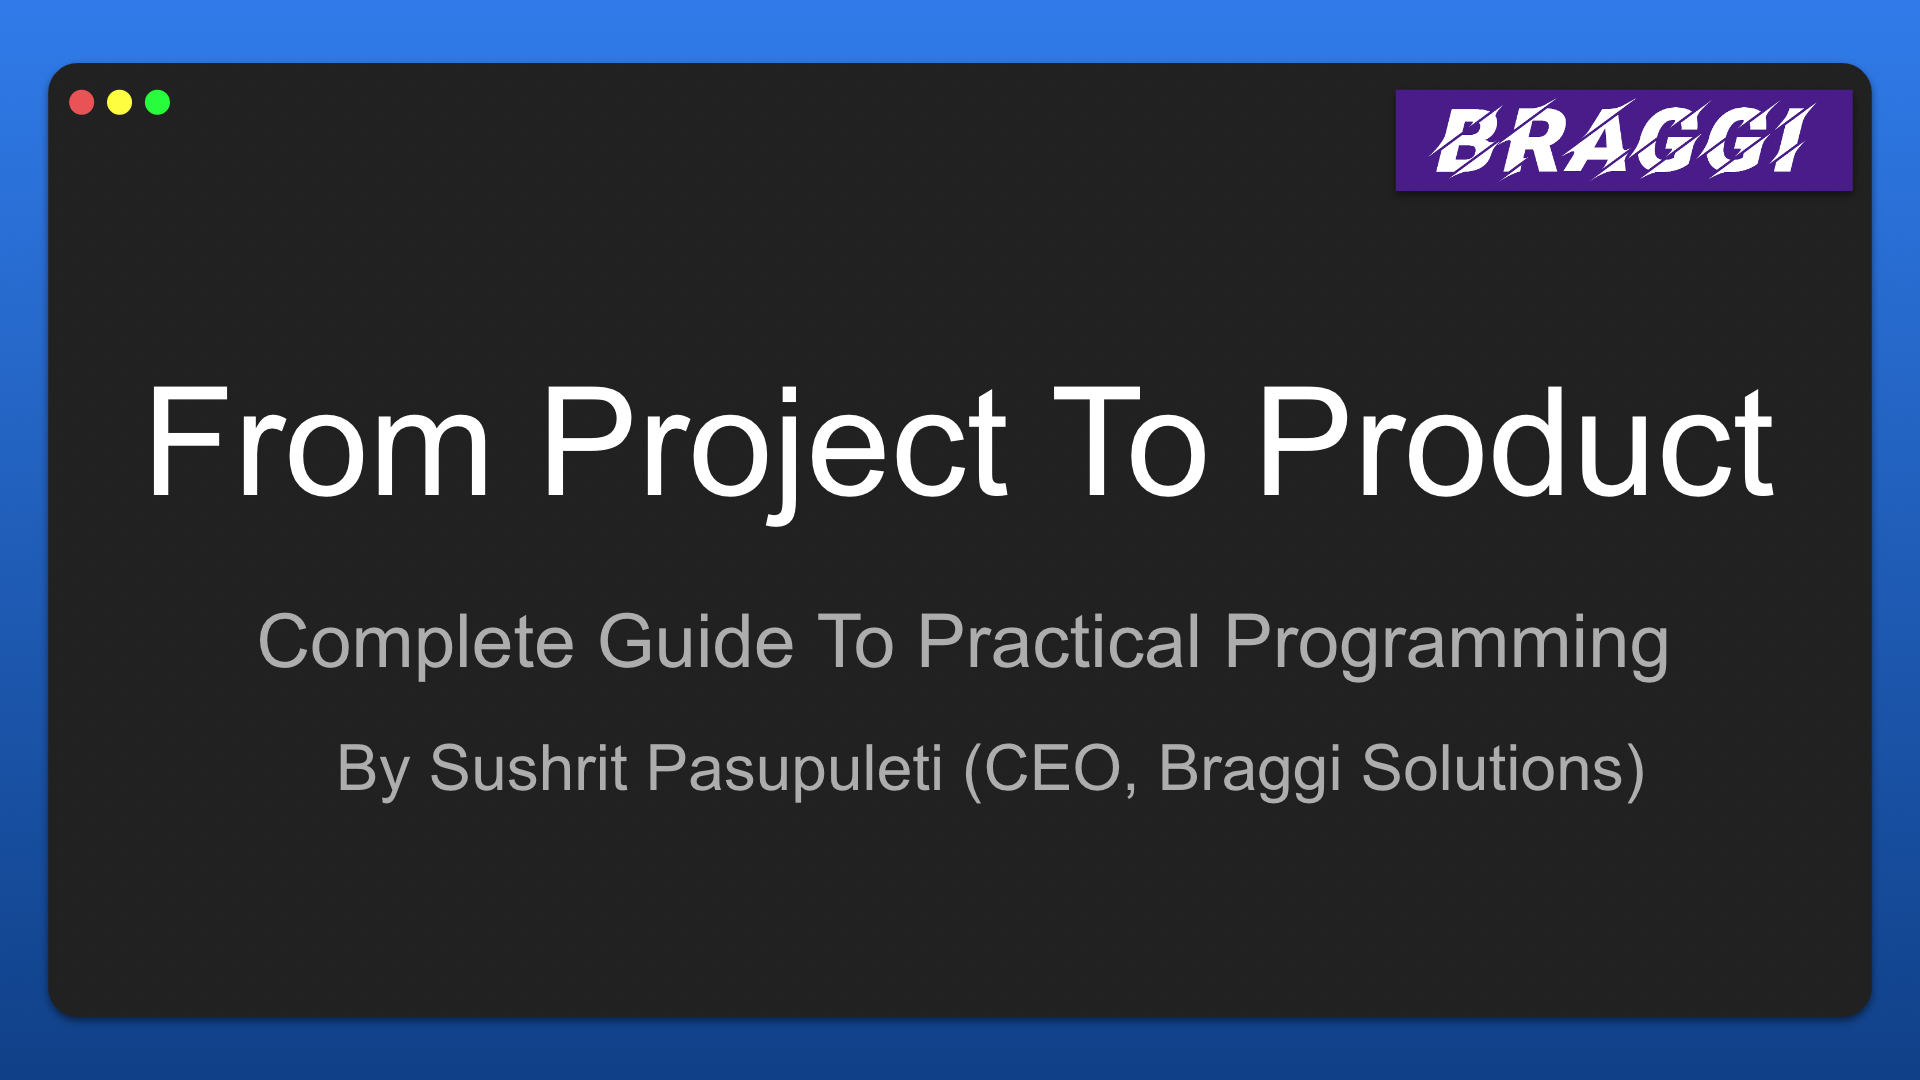 BRAGGI
From Project To Product
Complete Guide To Practical Programming
By Sushrit Pasupuleti (CEO, Braggi Solutions)